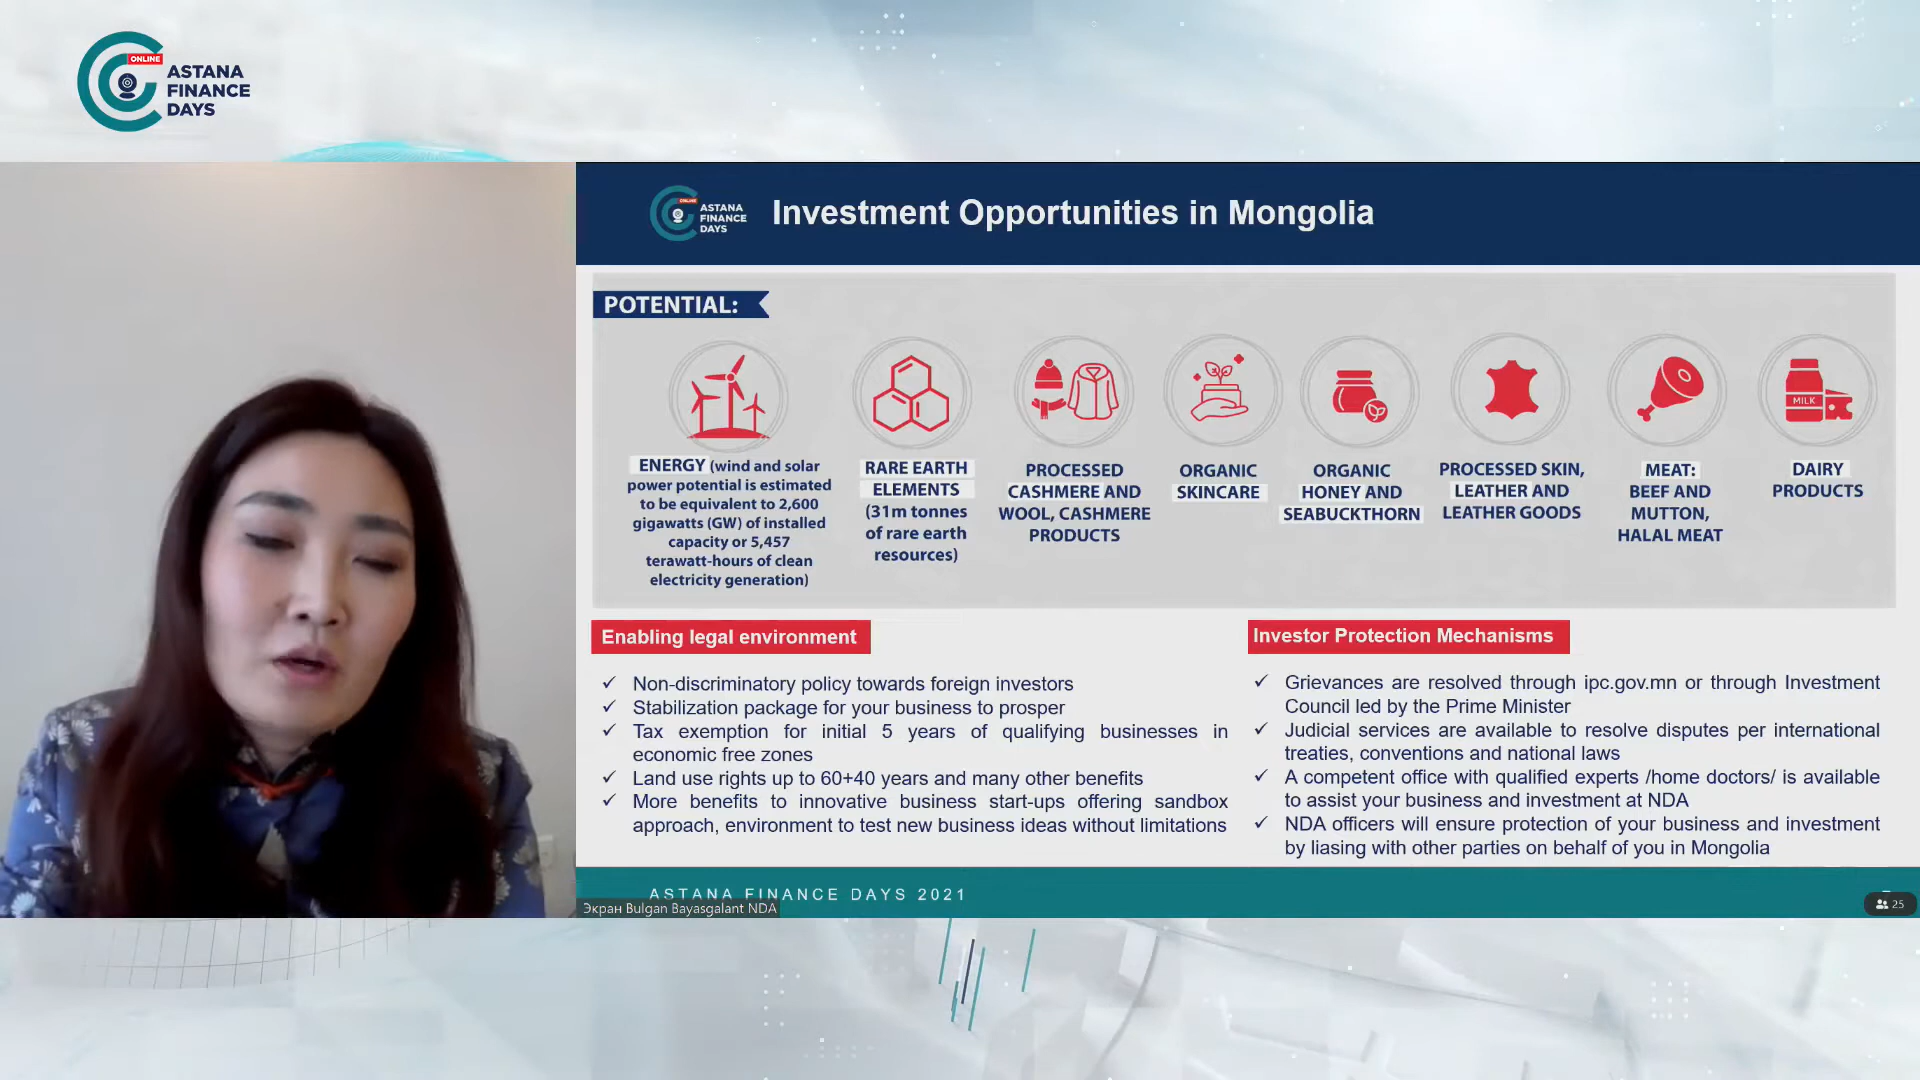 ONLINE
ASTANA
FINANCE
DAYS
ONLINE
ASTANA
FINANCE
DAYS
Investment Opportunities in Mongolia
POTENTIAL:
ENERGY (wind and solar
power potential is estimated
to be equivalent to 2,600
gigawatts (GW) of installed
capacity or 5,457
terawatt-hours of clean
electricity generation)
RARE EARTH
ELEMENTS
(31m tonnes
of rare earth
resources)
PROCESSED
CASHMERE AND
WOOL, CASHMERE
PRODUCTS
ORGANIC
SKINCARE
ORGANIC
HONEY AND
SEABUCKTHORN
PROCESSED SKIN,
LEATHER AND
LEATHER GOODS
MEAT:
BEEF AND
MUTTON,
HALAL MEAT
MILK
DAIRY
PRODUCTS
Enabling legal environment
✓ Non-discriminatory policy towards foreign investors
✓ Stabilization package for your business to prosper
✓ Tax exemption for initial 5 years of qualifying businesses in
economic free zones
✓ Land use rights up to 60+40 years and many other benefits
✓ More benefits to innovative business start-ups offering sandbox
approach, environment to test new business ideas without limitations
Investor Protection Mechanisms
✓ Grievances are resolved through ipc.gov.mn or through Investment
Council led by the Prime Minister
✓ Judicial services are available to resolve disputes per international
treaties, conventions and national laws
✓ A competent office with qualified experts /home doctors/ is available
to assist your business and investment at NDA
✓ NDA officers will ensure protection of your business and investment
by liasing with other parties on behalf of you in Mongolia
ASTANA FINANCE DAYS 2021
Экран Bulgan Bayasgalant NDA
25